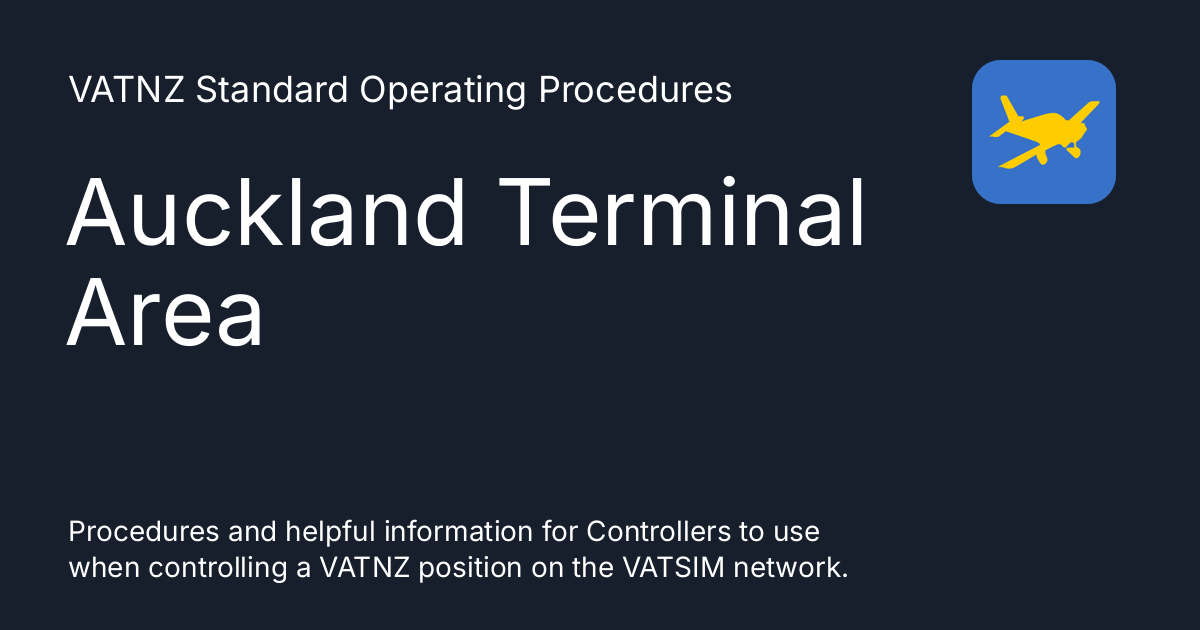 VATNZ Standard Operating Procedures
Auckland Terminal
Area
Procedures and helpful information for Controllers to use
when controlling a VATNZ position on the VATSIM network.